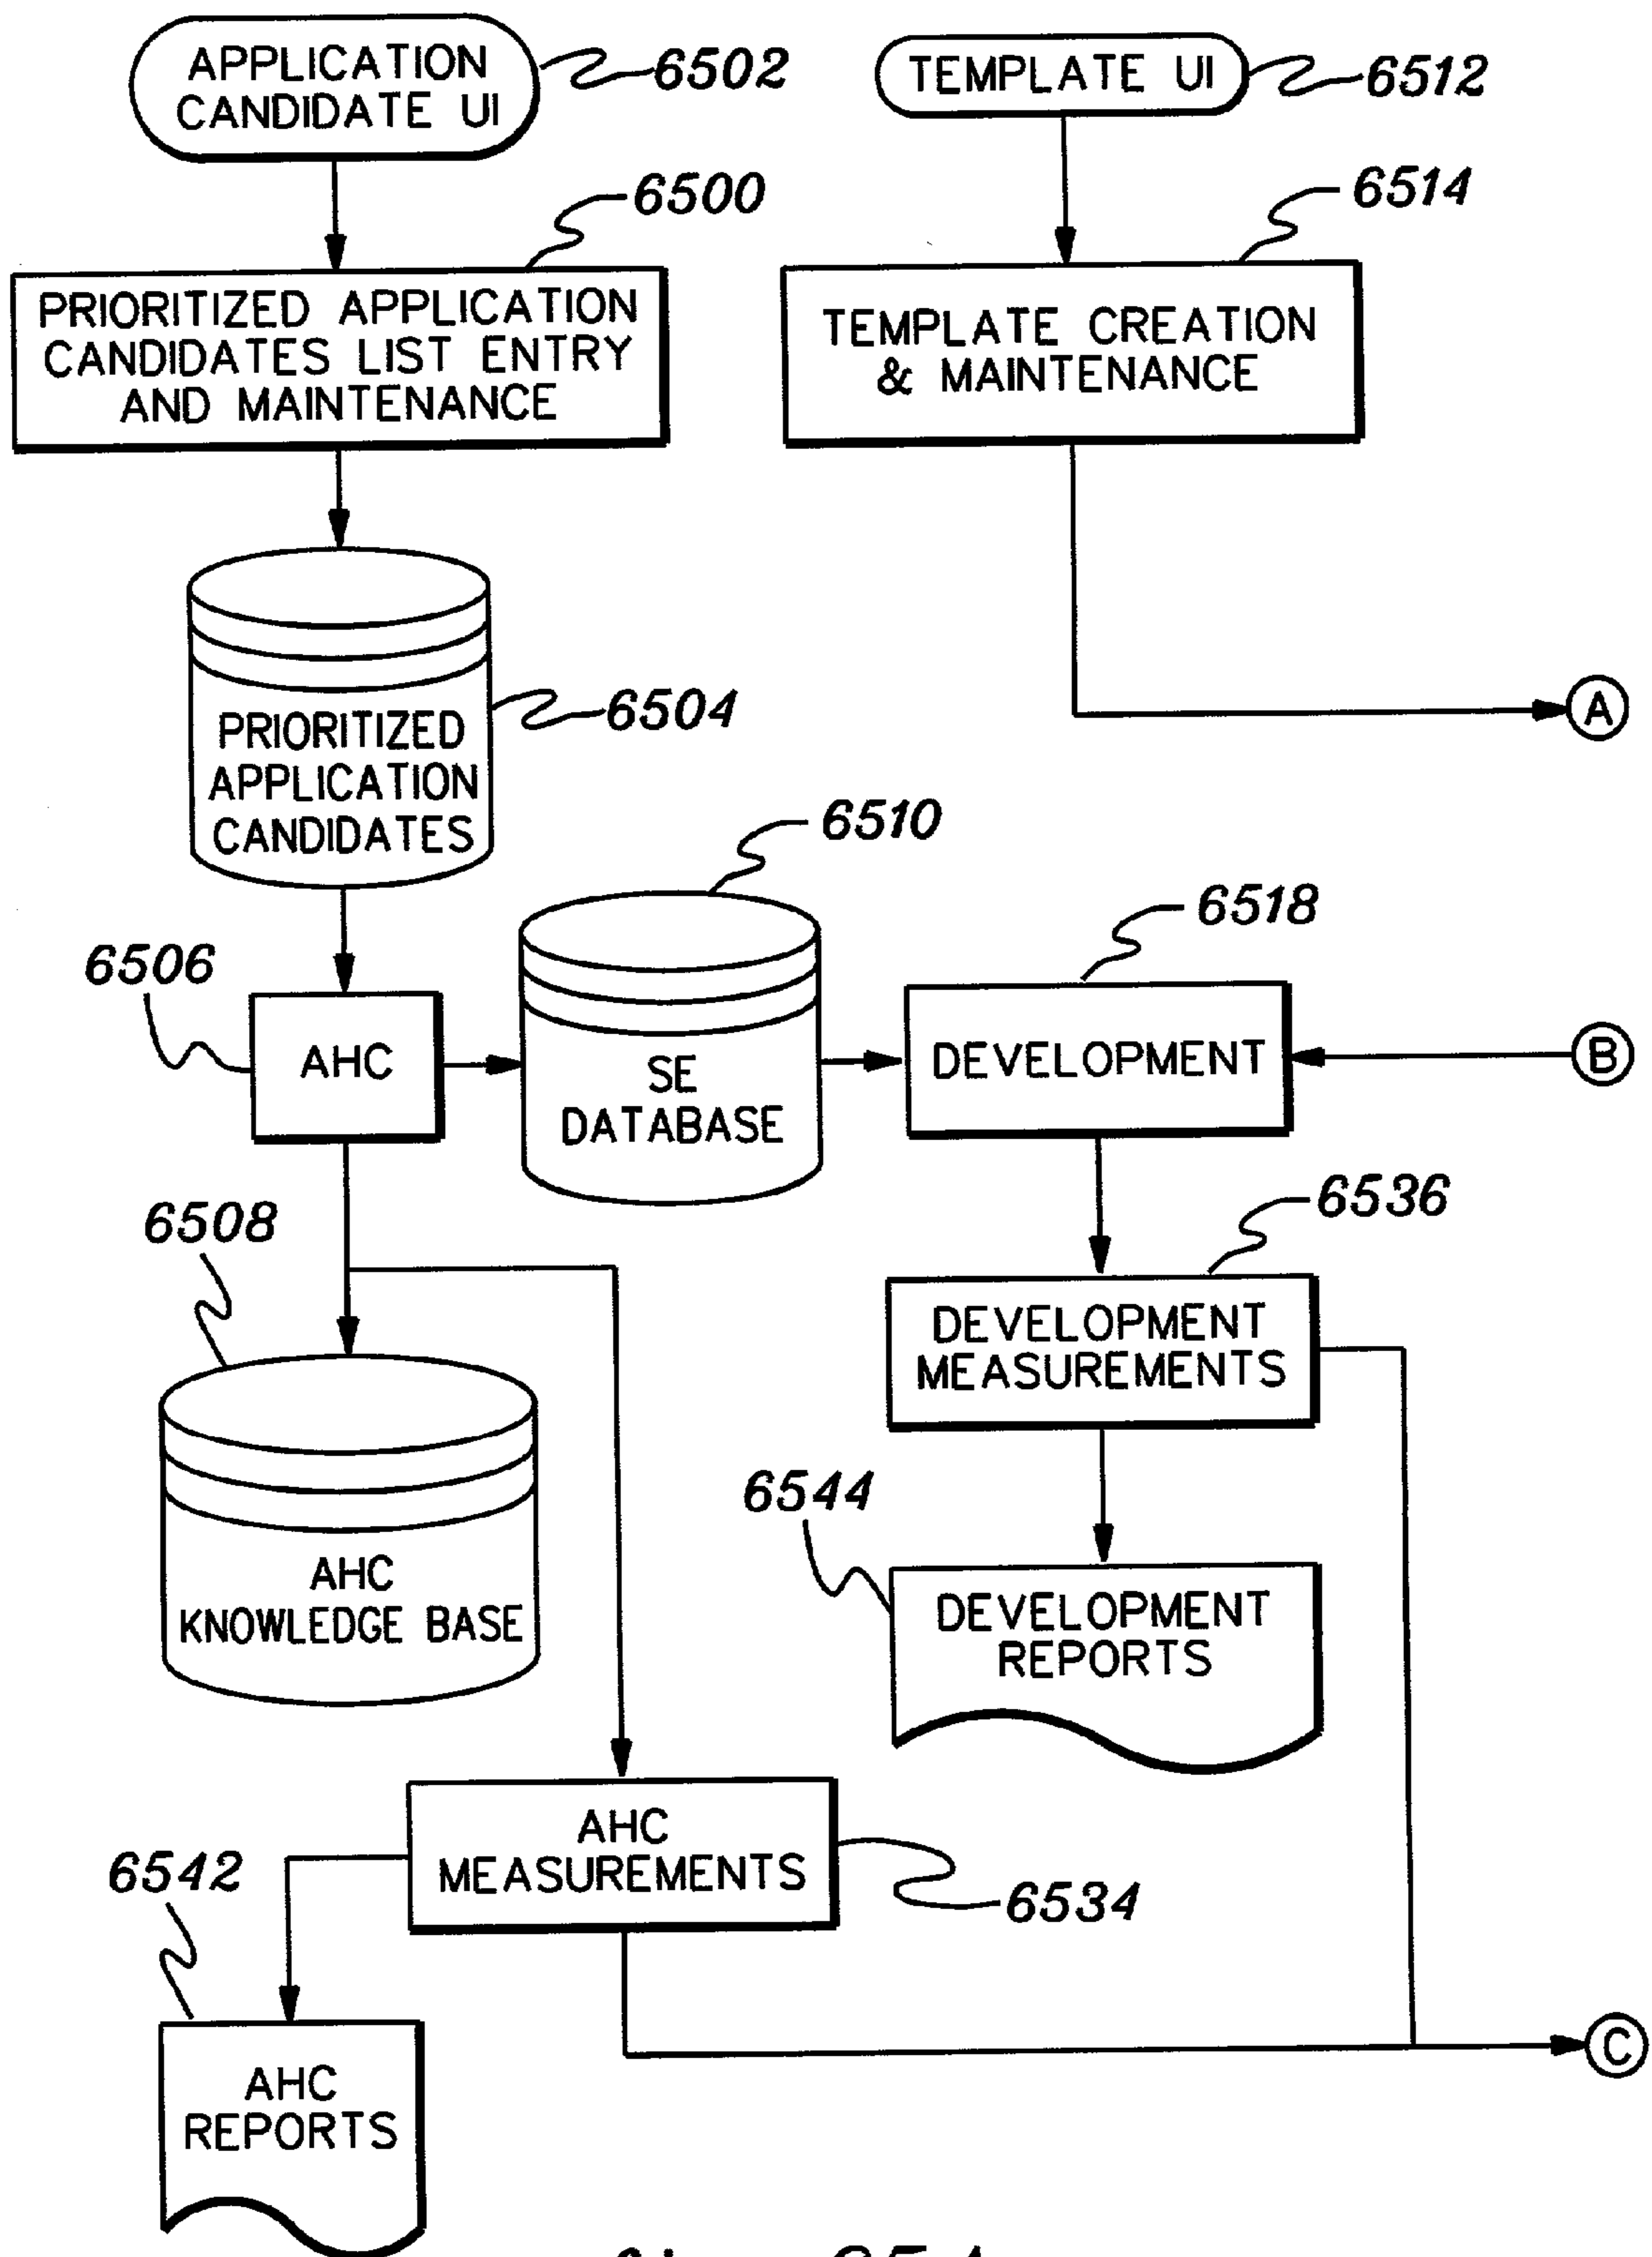 APPLICATION
CANDIDATE UI
6502
TEMPLATE UI
6512
6500
6514
PRIORITIZED APPLICATION
CANDIDATES LIST ENTRY
AND MAINTENANCE
TEMPLATE CREATION
& MAINTENANCE
PRIORITIZED
APPLICATION
CANDIDATES
6504
A
6510
6518
6506
AHC
SE
DATABASE
DEVELOPMENT
B
6508
6536
DEVELOPMENT
MEASUREMENTS
AHC
KNOWLEDGE BASE
6544
DEVELOPMENT
REPORTS
AHC
MEASUREMENTS
6534
6542
C
AHC
REPORTS